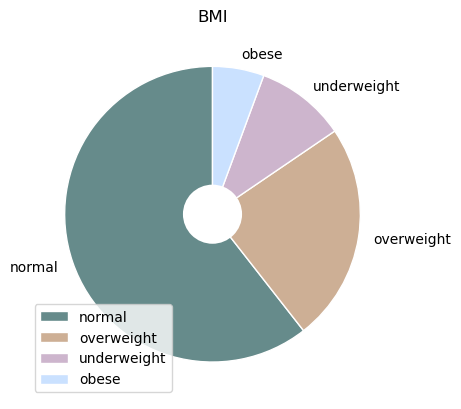 BMI
obese
underweight
overweight
normal
normal
overweight
underweight
obese